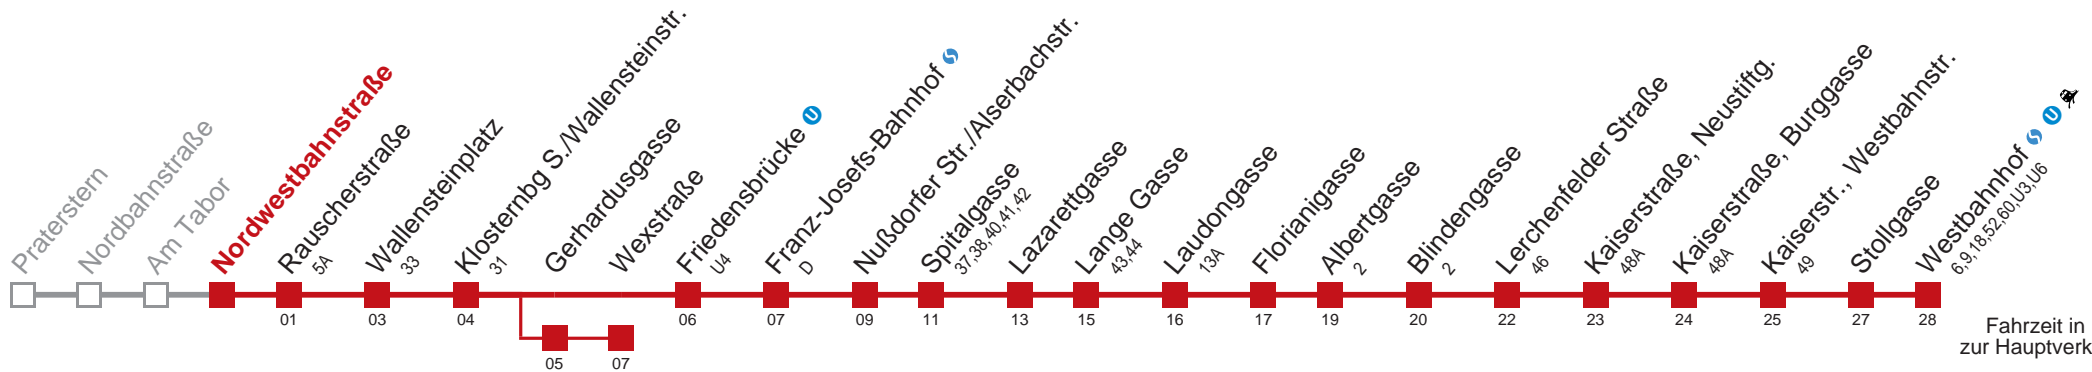 Praterstern
Nordbahnstraße
Am Tabor
Nordwestbahnstraße
Rauscherstraße
5A
Wallensteinplatz
33
Klosternbg S./Wallensteinstr.
31
Gerhardusgasse
Wexstraße
Friedensbrücke U
U4
Franz-Josefs-Bahnhof S
D
Nußdorfer Str./Alserbachstr.
Spitalgasse
37,38,40,41,42
Lazarettgasse
Lange Gasse
43,44
Laudongasse
13A
Florianigasse
Albertgasse
2
Blindengasse
2
Lerchenfelder Straße
46
Kaiserstraße, Neustiftg.
48A
Kaiserstraße, Burggasse
48A
Kaiserstr., Westbahnstr.
49
Stollgasse
Westbahnhof S U
6,9,18,52,60,U3,U6
01 03 04 06 07 09 11 13 15 16 17 19 20 22 23 24 25 27 28
05 07
Fahrzeit in
zur Hauptverk